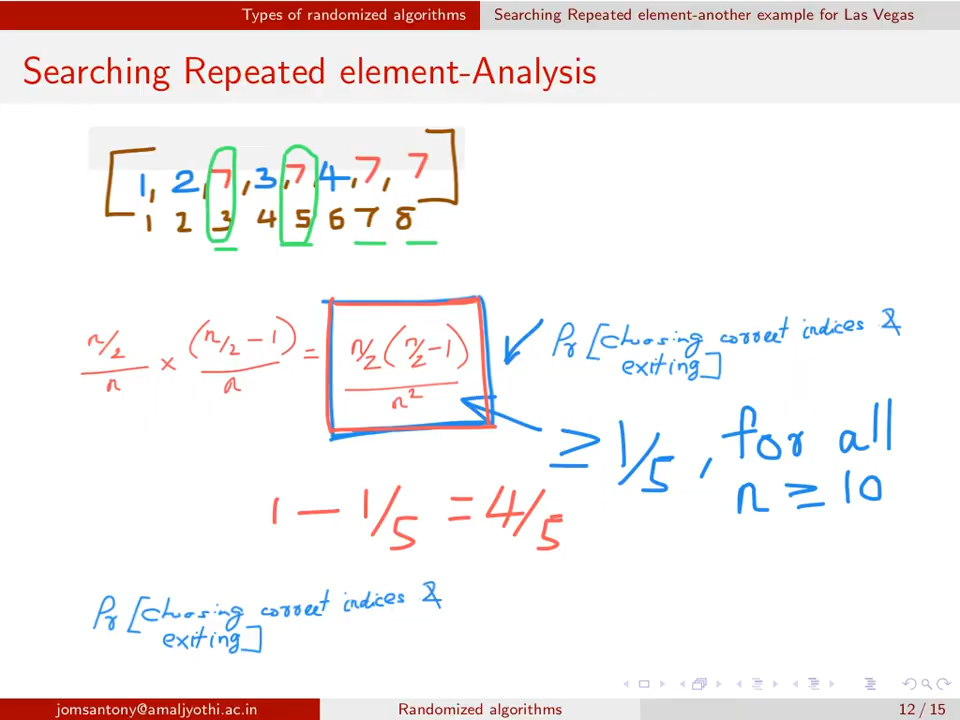 Types of randomized algorithms Searching Repeated element-another example for Las Vegas
Searching Repeated element-Analysis
[1, 2, 7, 3, 7, 4, 7, 7]
1 2 3 4 5 6 7 8
n/2 / n × (n/2 - 1) / n = n/2 (n/2 - 1) / n²
Pr [choosing correct indices &
exiting]
≥ 1/5, for all
n ≥ 10
1 - 1/5 = 4/5
Pr [choosing correct indices &
exiting]
jomsantony@amaljyothi.ac.in Randomized algorithms 12 / 15